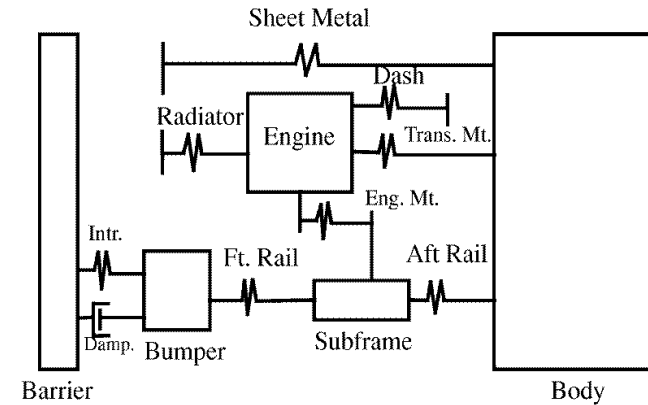 Sheet Metal
Dash
Radiator
Engine
Trans. Mt.
Eng. Mt.
Intr.
Ft. Rail
Aft Rail
Damp.
Bumper
Subframe
Barrier
Body